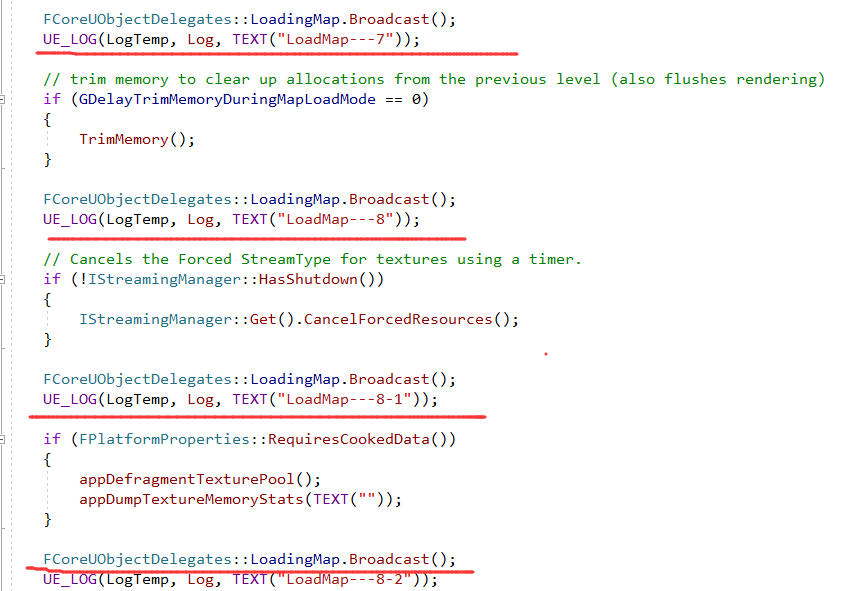 FCoreUObjectDelegates::LoadingMap.Broadcast();
UE_LOG(LogTemp, Log, TEXT("LoadMap---7"));
// trim memory to clear up allocations from the previous level (also flushes rendering)
if (GDelayTrimMemoryDuringMapLoadMode == 0)
{
TrimMemory();
}
FCoreUObjectDelegates::LoadingMap.Broadcast();
UE_LOG(LogTemp, Log, TEXT("LoadMap---8"));
// Cancels the Forced StreamType for textures using a timer.
if (!IStreamingManager::HasShutdown())
{
IStreamingManager::Get().CancelForcedResources();
}
FCoreUObjectDelegates::LoadingMap.Broadcast();
UE_LOG(LogTemp, Log, TEXT("LoadMap---8-1"));
if (FPlatformProperties::RequiresCookedData())
{
appDefragmentTexturePool();
appDumpTextureMemoryStats(TEXT(""));
}
FCoreUObjectDelegates::LoadingMap.Broadcast();
UE_LOG(LogTemp, Log, TEXT("LoadMap---8-2"));